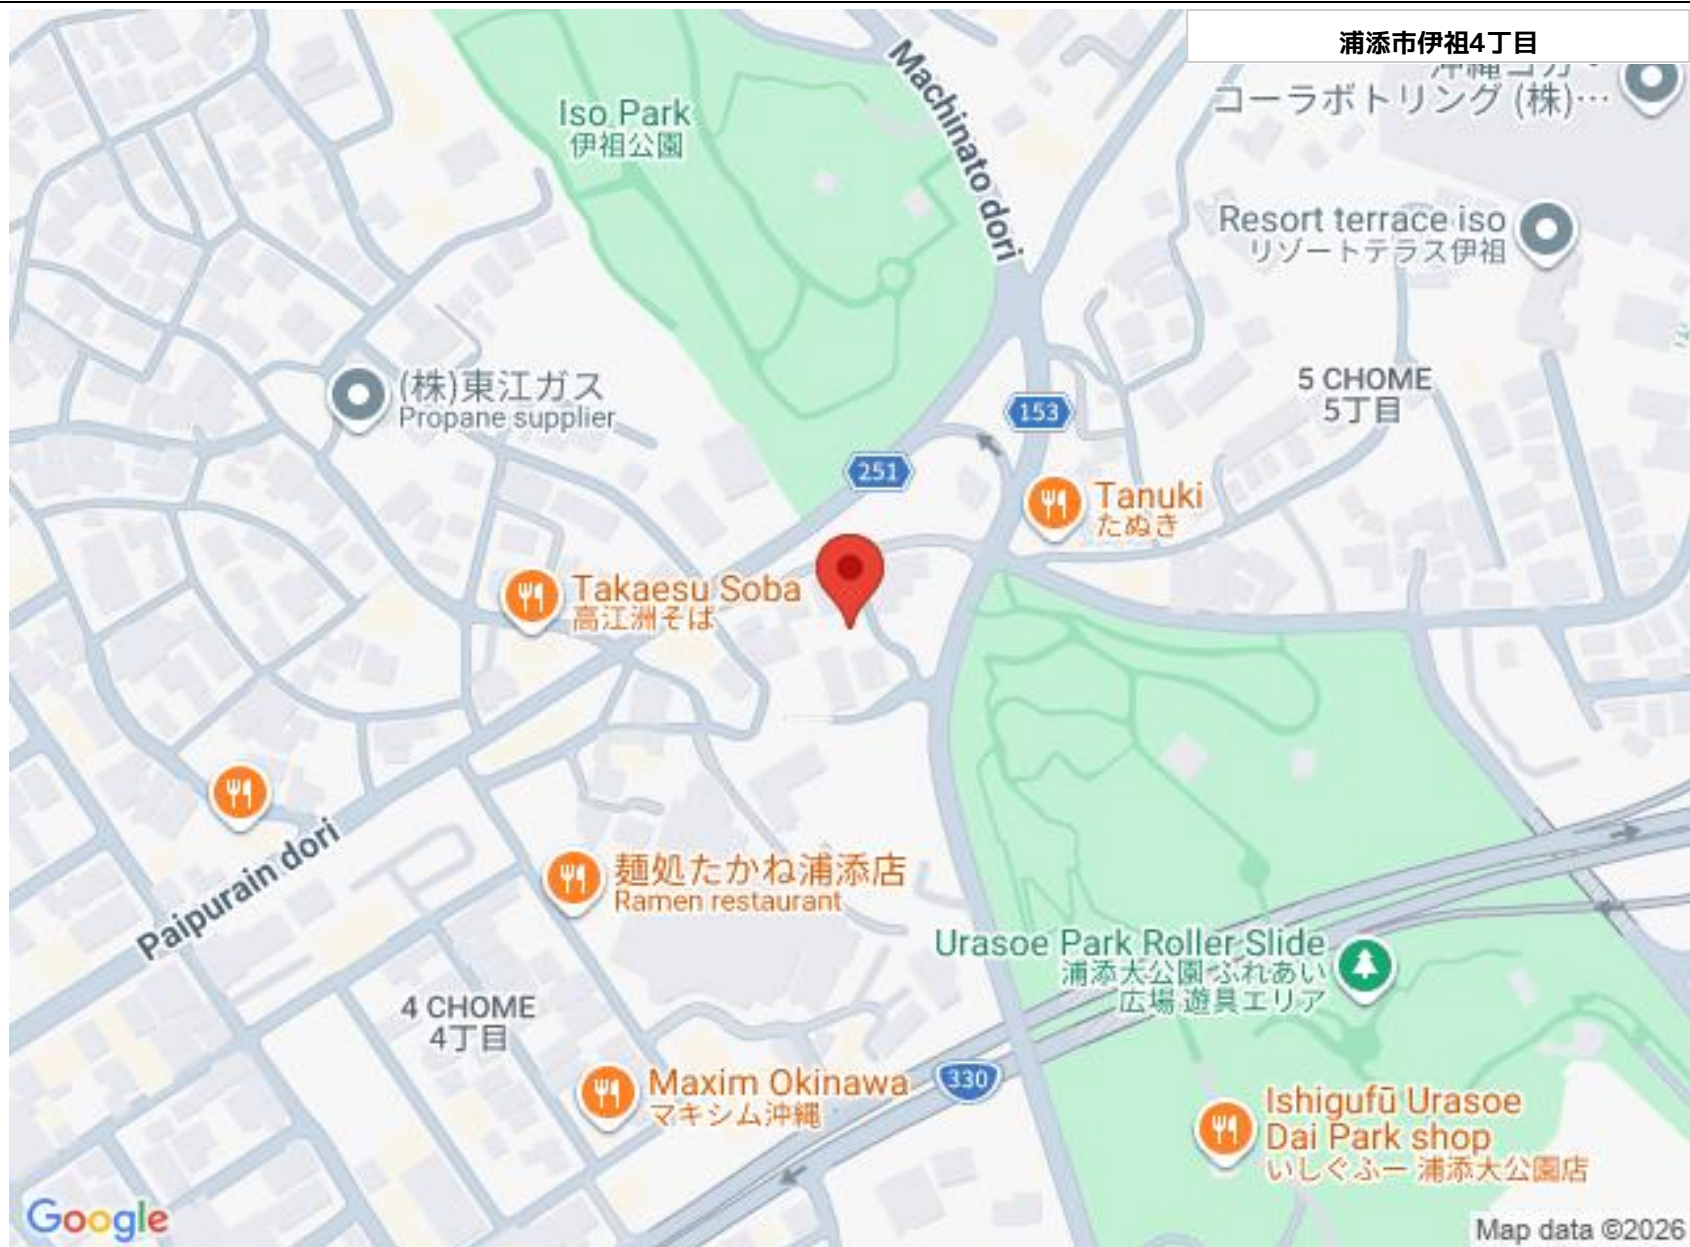 浦添市伊祖4丁目
Machinato dori
沖縄コカ・
コーラボトリング (株)…
Iso Park
伊祖公園
Resort terrace iso
リゾートテラス伊祖
(株)東江ガス
Propane supplier
5 CHOME
5丁目
153
251
Tanuki
たぬき
Takaesu Soba
高江洲そば
Paipurain dori
麺処たかね浦添店
Ramen restaurant
Urasoe Park Roller Slide
浦添大公園 ふれあい
広場 遊具エリア
4 CHOME
4丁目
Maxim Okinawa
マキシム沖縄
330
Ishigufū Urasoe
Dai Park shop
いしぐふー 浦添大公園店
Google
Map data ©2026